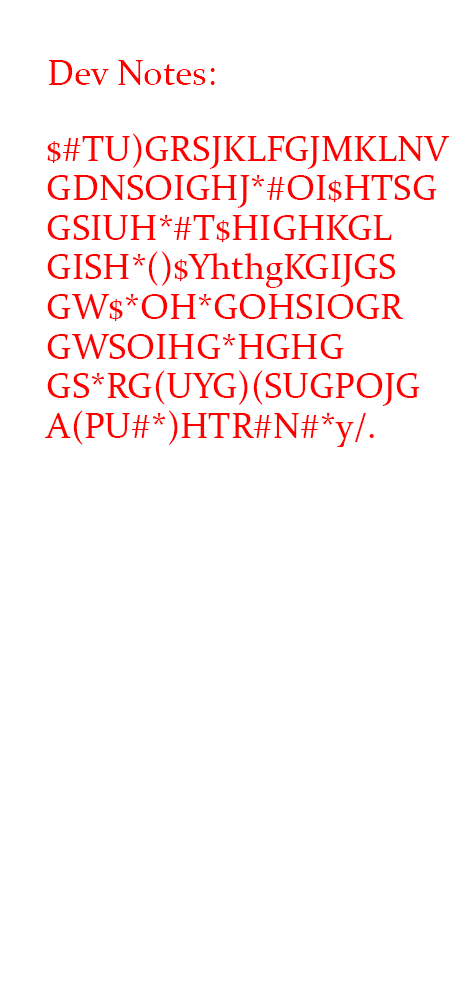 Dev Notes:
$#TU)GRSJKLFGJMKLNV
GDNSOIGHJ*#OI$HTSG
GSIUH*#T$HIGHKGL
GISH*()$YhthgKGIJGS
GW$*OH*GOHSIOGR
GWSOIHG*HGHG
GS*RG(UYG)(SUGPOJG
A(PU#*)HTR#N#*y/.